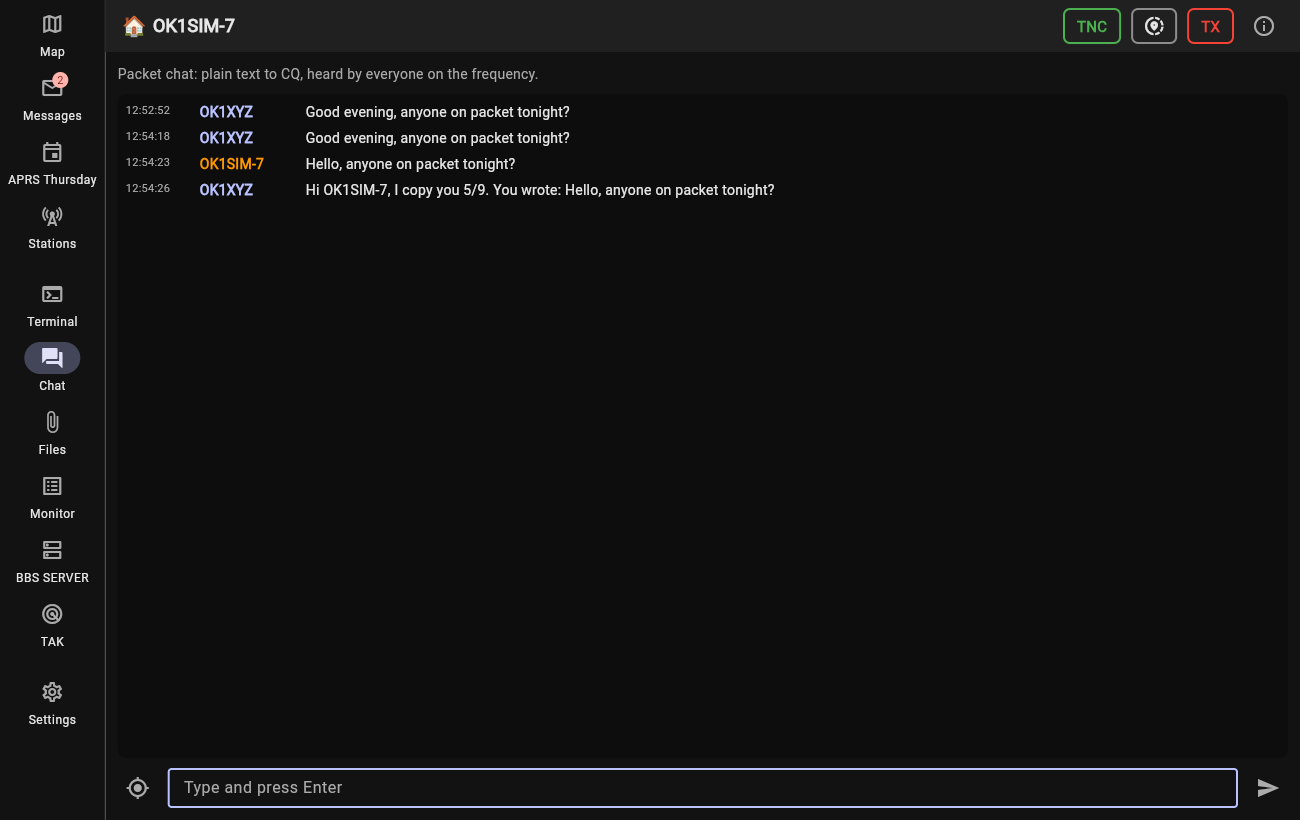 OK1SIM-7
TNC
TX
Map
2
Messages
APRS Thursday
Stations
Terminal
Chat
Files
Monitor
BBS SERVER
TAK
Settings
Packet chat: plain text to CQ, heard by everyone on the frequency.
12:52:52 OK1XYZ Good evening, anyone on packet tonight?
12:54:18 OK1XYZ Good evening, anyone on packet tonight?
12:54:23 OK1SIM-7 Hello, anyone on packet tonight?
12:54:26 OK1XYZ Hi OK1SIM-7, I copy you 5/9. You wrote: Hello, anyone on packet tonight?
Type and press Enter